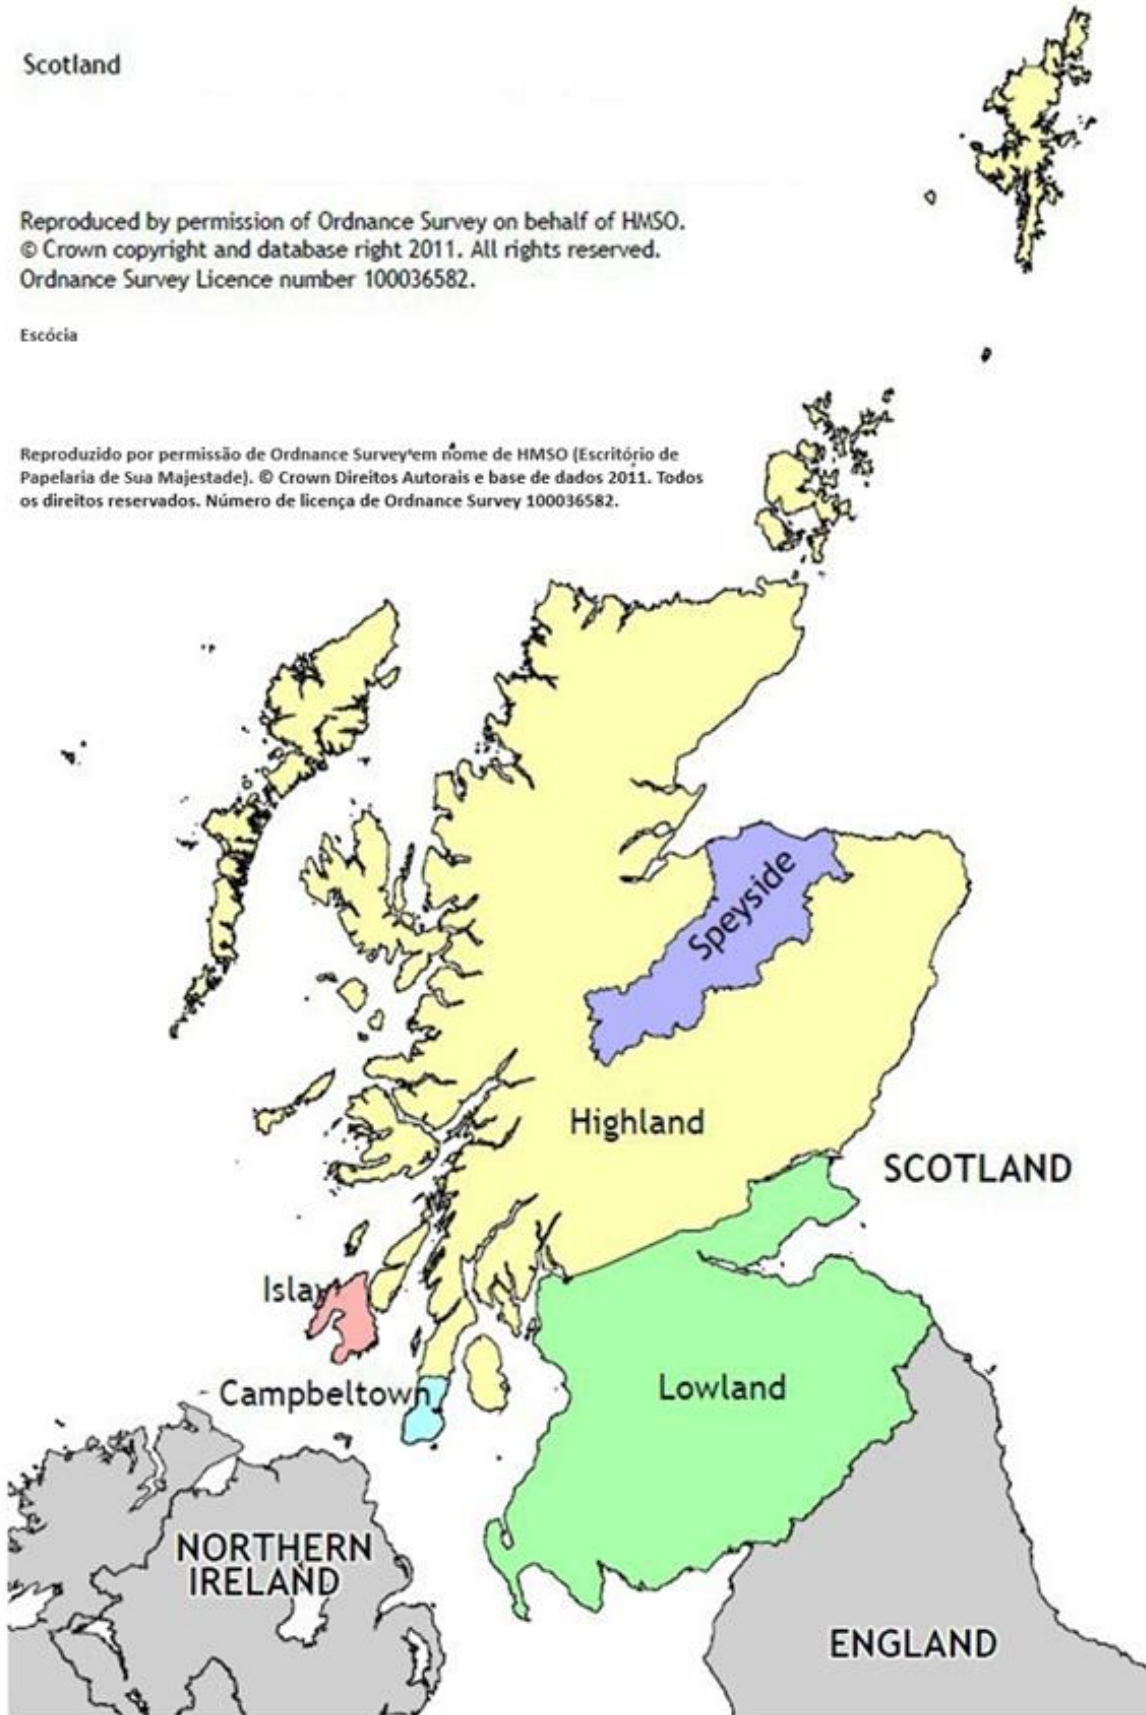 Scotland
Reproduced by permission of Ordnance Survey on behalf of HMSO.
© Crown copyright and database right 2011. All rights reserved.
Ordnance Survey Licence number 100036582.
Escócia
Reproduzido por permissão de Ordnance Survey em nome de HMSO (Escritório de
Papelaria de Sua Majestade). © Crown Direitos Autorais e base de dados 2011. Todos
os direitos reservados. Número de licença de Ordnance Survey 100036582.
Speyside
Highland
SCOTLAND
Islay
Campbeltown
Lowland
NORTHERN
IRELAND
ENGLAND